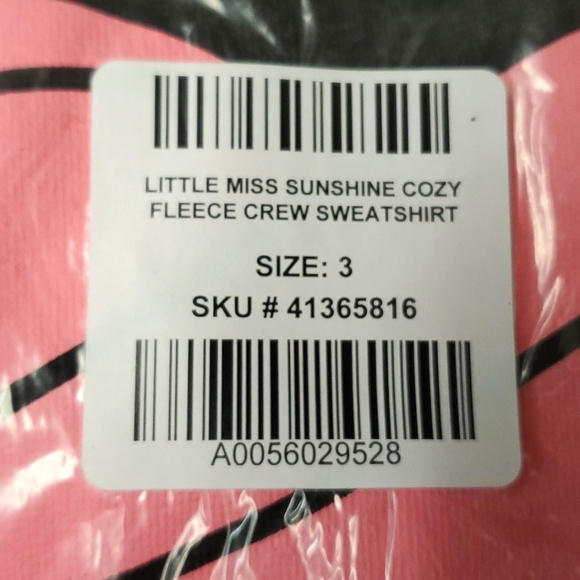 LITTLE MISS SUNSHINE COZY
FLEECE CREW SWEATSHIRT
SIZE: 3
SKU # 41365816
A0056029528